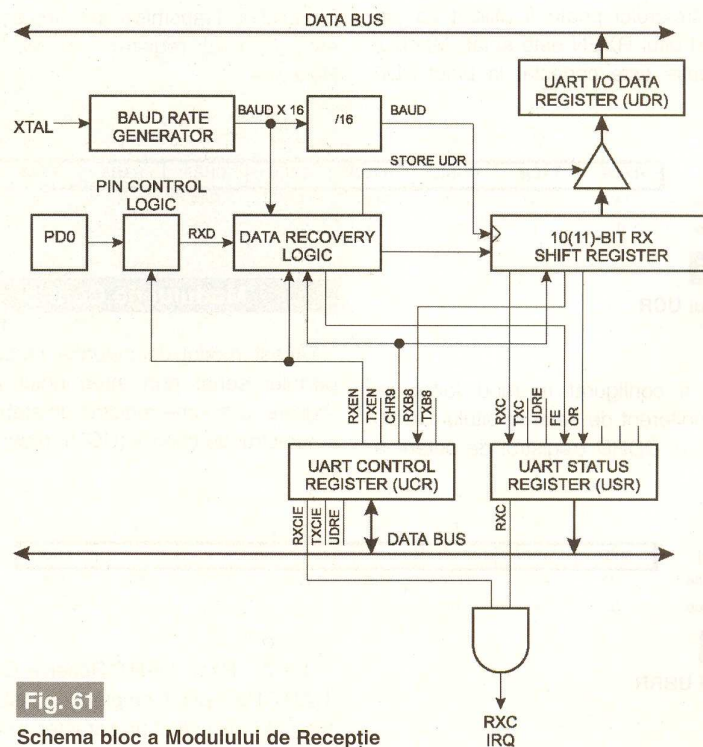 DATA BUS
UART I/O DATA
REGISTER (UDR)
XTAL
BAUD RATE
GENERATOR
BAUD X 16
/16
BAUD
STORE UDR
PIN CONTROL
LOGIC
PD0
RXD
DATA RECOVERY
LOGIC
10(11)-BIT RX
SHIFT REGISTER
RXEN
TXEN
CHR9
RXB8
TXB8
RXC
TXC
UDRE
FE
OR
UART CONTROL
REGISTER (UCR)
UART STATUS
REGISTER (USR)
RXCIE
TXCIE
UDRE
RXC
DATA BUS
RXC
IRQ
Fig. 61
Schema bloc a Modulului de Recepție